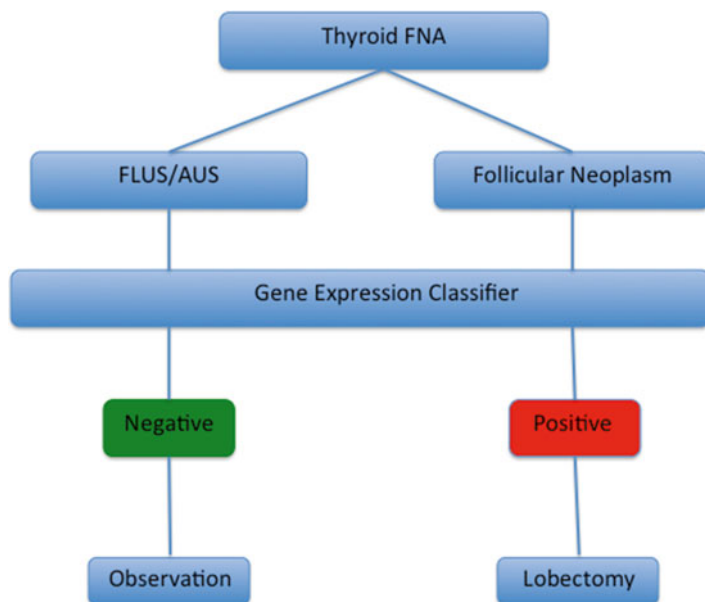 Thyroid FNA
FLUS/AUS
Follicular Neoplasm
Gene Expression Classifier
Negative
Positive
Observation
Lobectomy